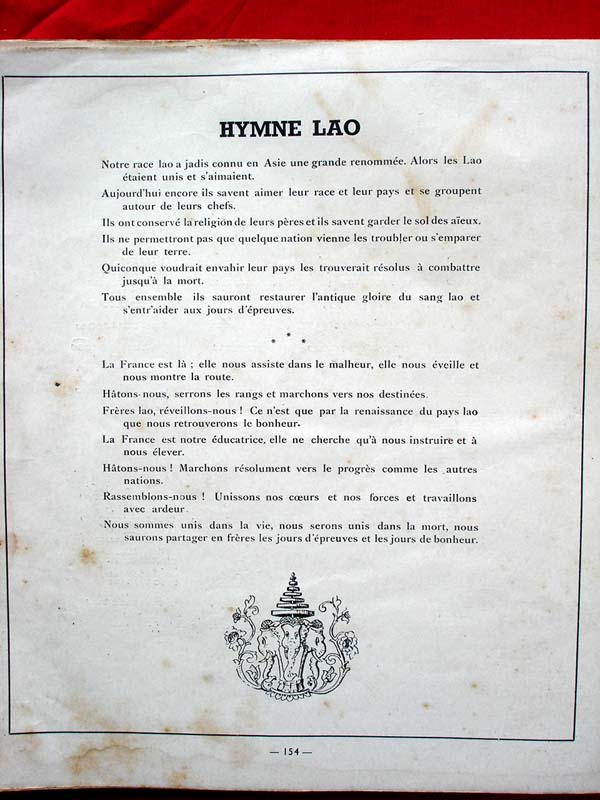 HYMNE LAO
Notre race lao a jadis connu en Asie une grande renommée. Alors les Lao
étaient unis et s'aimaient.
Aujourd'hui encore ils savent aimer leur race et leur pays et se groupent
autour de leurs chefs.
Ils ont conservé la religion de leurs pères et ils savent garder le sol des aïeux.
Ils ne permettront pas que quelque nation vienne les troubler ou s'emparer
de leur terre.
Quiconque voudrait envahir leur pays les trouverait résolus à combattre
jusqu'à la mort.
Tous ensemble ils sauront restaurer l'antique gloire du sang lao et
s'entr'aider aux jours d'épreuves.
* * *
La France est là ; elle nous assiste dans le malheur, elle nous éveille et
nous montre la route.
Hâtons-nous, serrons les rangs et marchons vers nos destinées.
Frères lao, réveillons-nous ! Ce n'est que par la renaissance du pays lao
que nous retrouverons le bonheur.
La France est notre éducatrice, elle ne cherche qu'à nous instruire et à
nous élever.
Hâtons-nous ! Marchons résolument vers le progrès comme les autres
nations.
Rassemblons-nous ! Unissons nos cœurs et nos forces et travaillons
avec ardeur.
Nous sommes unis dans la vie, nous serons unis dans la mort, nous
saurons partager en frères les jours d'épreuves et les jours de bonheur.
— 154 —